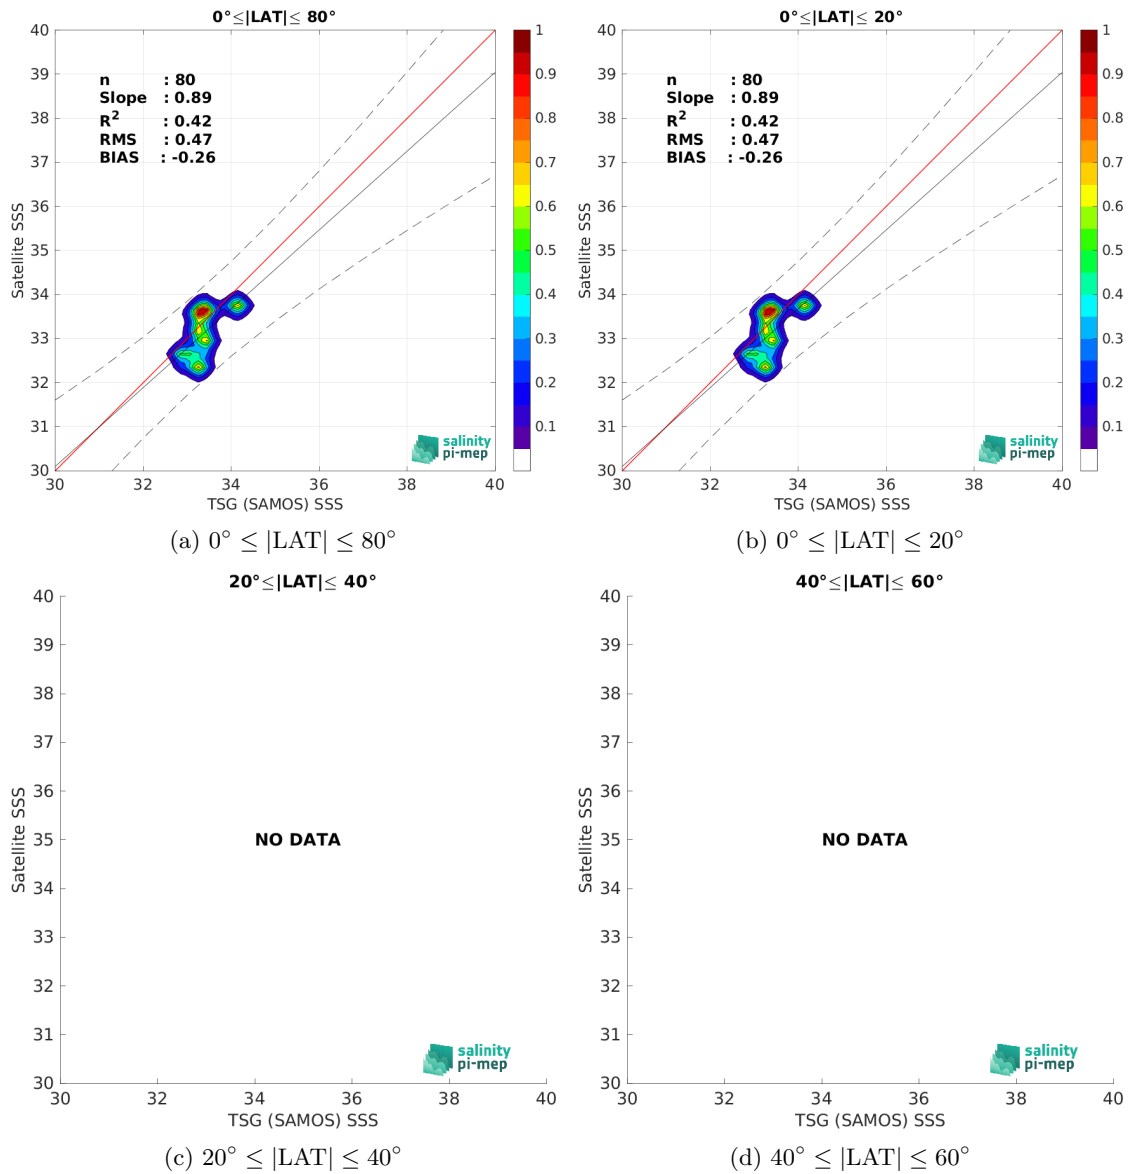 0°≤|LAT|≤ 80°
40
39
38
37
36
35
34
33
32
31
30
Satellite SSS
n : 80
Slope : 0.89
R² : 0.42
RMS : 0.47
BIAS : -0.26
1
0.9
0.8
0.7
0.6
0.5
0.4
0.3
0.2
0.1
salinity
pi-mep
30 32 34 36 38 40
TSG (SAMOS) SSS
(a) 0° ≤ |LAT| ≤ 80°
0°≤|LAT|≤ 20°
40
39
38
37
36
35
34
33
32
31
30
Satellite SSS
n : 80
Slope : 0.89
R² : 0.42
RMS : 0.47
BIAS : -0.26
1
0.9
0.8
0.7
0.6
0.5
0.4
0.3
0.2
0.1
salinity
pi-mep
30 32 34 36 38 40
TSG (SAMOS) SSS
(b) 0° ≤ |LAT| ≤ 20°
20°≤|LAT|≤ 40°
40
39
38
37
36
35
34
33
32
31
30
Satellite SSS
NO DATA
salinity
pi-mep
30 32 34 36 38 40
TSG (SAMOS) SSS
(c) 20° ≤ |LAT| ≤ 40°
40°≤|LAT|≤ 60°
40
39
38
37
36
35
34
33
32
31
30
Satellite SSS
NO DATA
salinity
pi-mep
30 32 34 36 38 40
TSG (SAMOS) SSS
(d) 40° ≤ |LAT| ≤ 60°